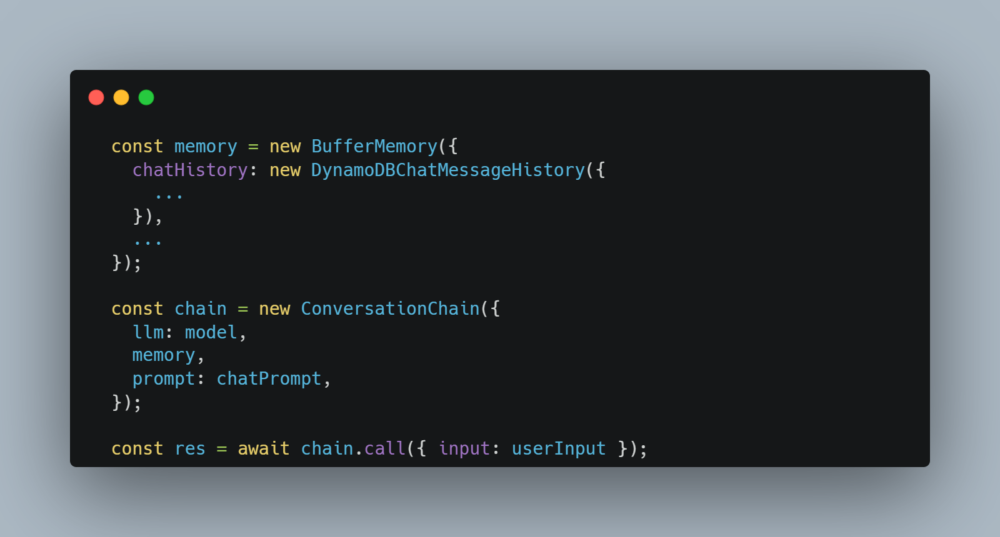 const memory = new BufferMemory({
  chatHistory: new DynamoDBChatMessageHistory({
    ...
  }),
  ...
});

const chain = new ConversationChain({
  llm: model,
  memory,
  prompt: chatPrompt,
});

const res = await chain.call({ input: userInput });